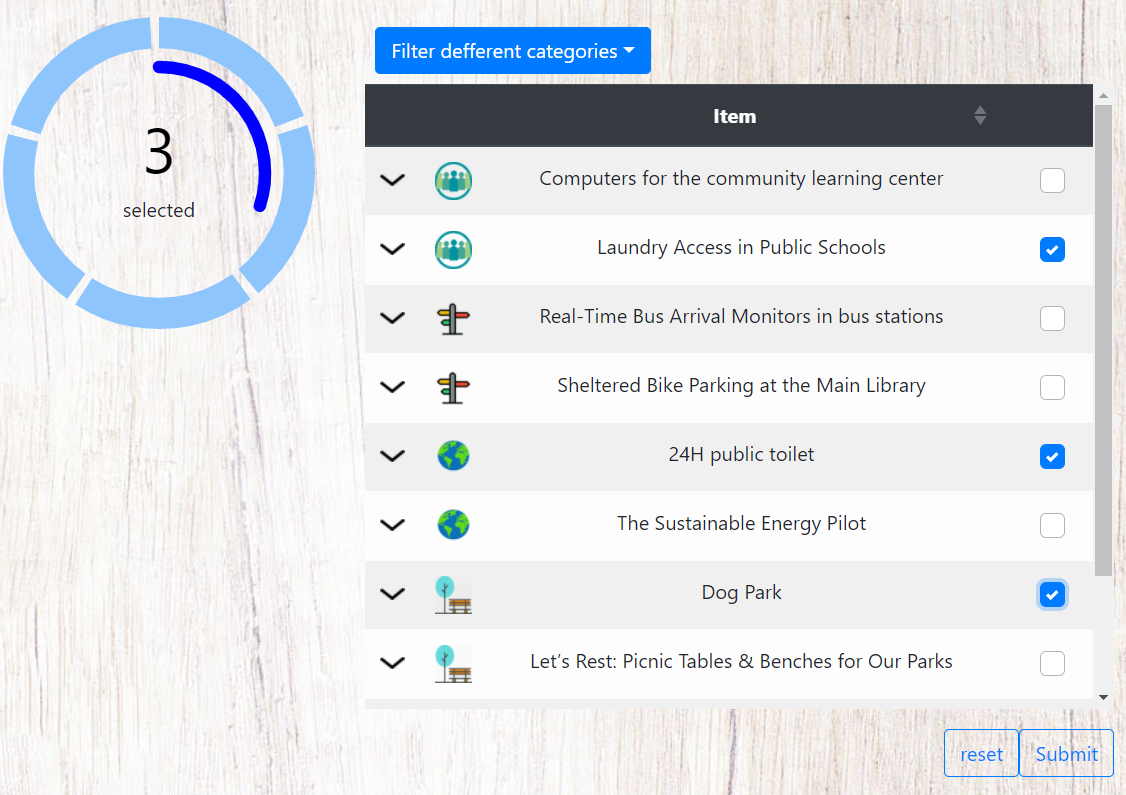 3
selected
Filter defferent categories
Item
Computers for the community learning center
Laundry Access in Public Schools
Real-Time Bus Arrival Monitors in bus stations
Sheltered Bike Parking at the Main Library
24H public toilet
The Sustainable Energy Pilot
Dog Park
Let’s Rest: Picnic Tables & Benches for Our Parks
reset
Submit